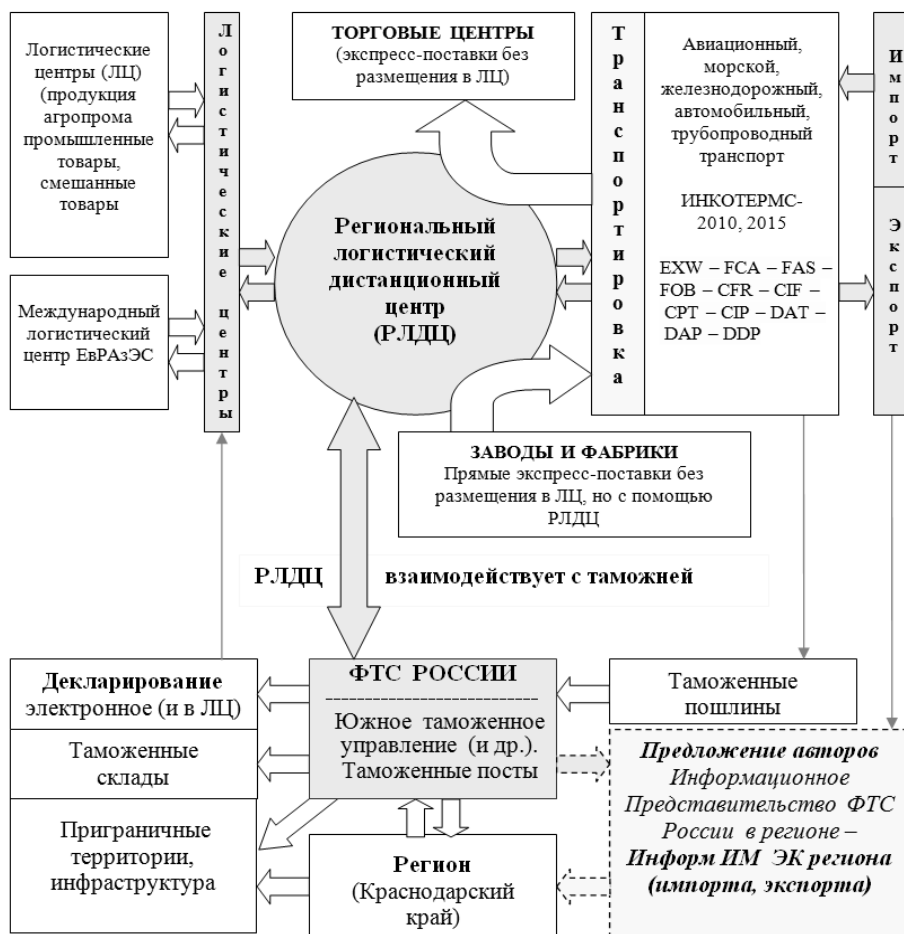 Логистические
центры (ЛЦ)
(продукция
агропрома
промышленные
товары,
смешанные
товары
Международный
логистический
центр ЕвРАзЭС
Логистические центры
ТОРГОВЫЕ ЦЕНТРЫ
(экспресс-поставки без
размещения в ЛЦ)
Региональный
логистический
дистанционный
центр
(РЛДЦ)
Транспортировка
Авиационный,
морской,
железнодорожный,
автомобильный,
трубопроводный
транспорт
ИНКОТЕРМС-
2010, 2015
EXW – FCA – FAS –
FOB – CFR – CIF –
CPT – CIP – DAT –
DAP – DDP
Импорт
Экспорт
ЗАВОДЫ И ФАБРИКИ
Прямые экспресс-поставки без
размещения в ЛЦ, но с помощью
РЛДЦ
РЛДЦ взаимодействует с таможней
Декларирование
электронное (и в ЛЦ)
Таможенные
склады
Приграничные
территории,
инфраструктура
ФТС РОССИИ
Южное таможенное
управление (и др.).
Таможенные посты
Регион
(Краснодарский
край)
Таможенные
пошлины
Предложение авторов
Информационное
Представительство ФТС
России в регионе –
Информ ИМ ЭК региона
(импорта, экспорта)